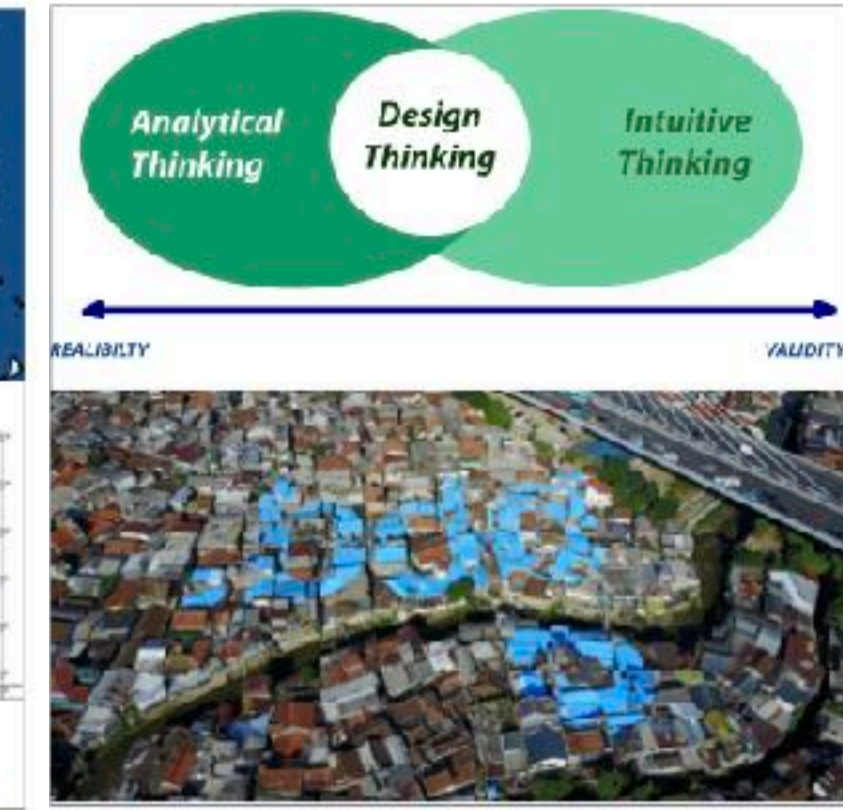 Analytical
Thinking
Design
Thinking
Intuitive
Thinking
REALIBILTY
VALIDITY